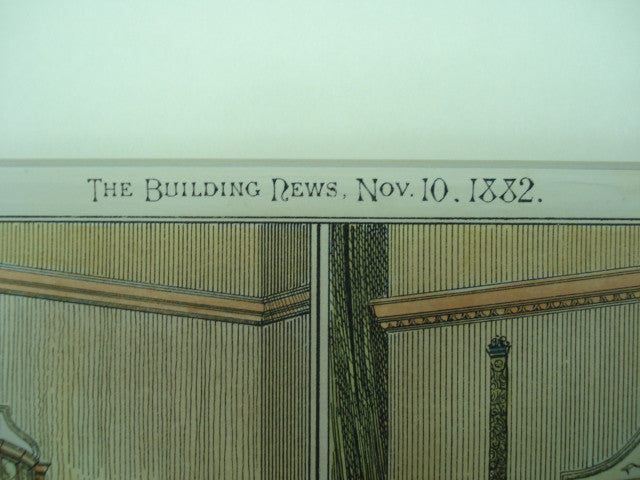 The Building News, Nov. 10. 1882.